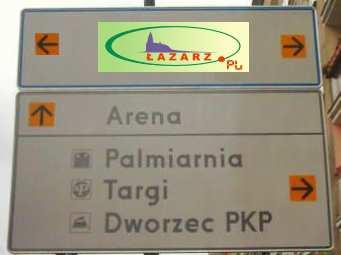 ŁAZARZ.PL
Arena
Palmiarnia
Targi
Dworzec PKP